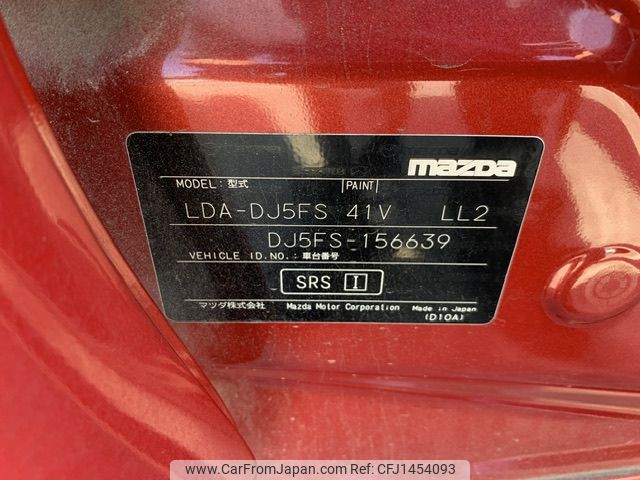 mazda
MODEL:型式 PAINT
LDA-DJ5FS 41V LL2
DJ5FS-156639
VEHICLE ID.NO.:車台番号
SRS I
マツダ株式会社 Mazda Motor Corporation Made in Japan
(D10A)
www.CarFromJapan.com - ID: CFJ1454093